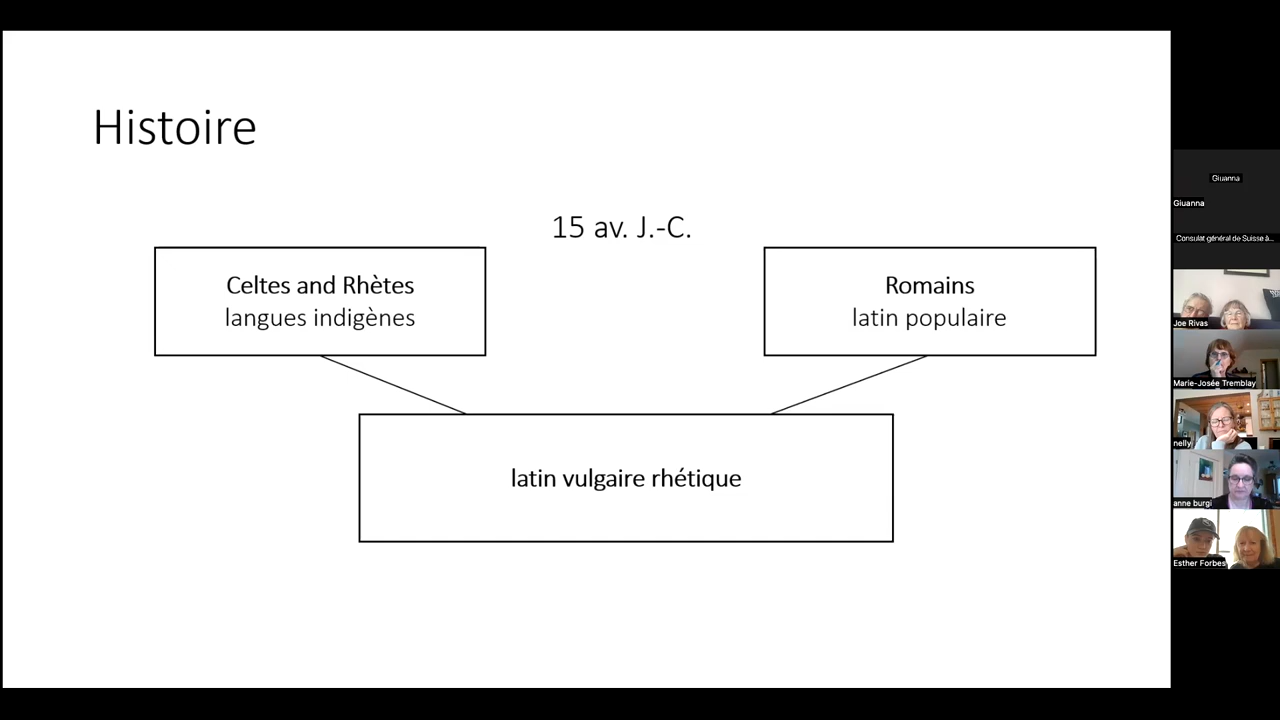 Histoire
15 av. J.-C.
Celtes and Rhètes
langues indigènes
Romains
latin populaire
latin vulgaire rhétique
Giuanna
Giuanna
Consulat général de Suisse à...
Joe Rivas
Marie-Josée Tremblay
nelly
anne burgi
Esther Forbes